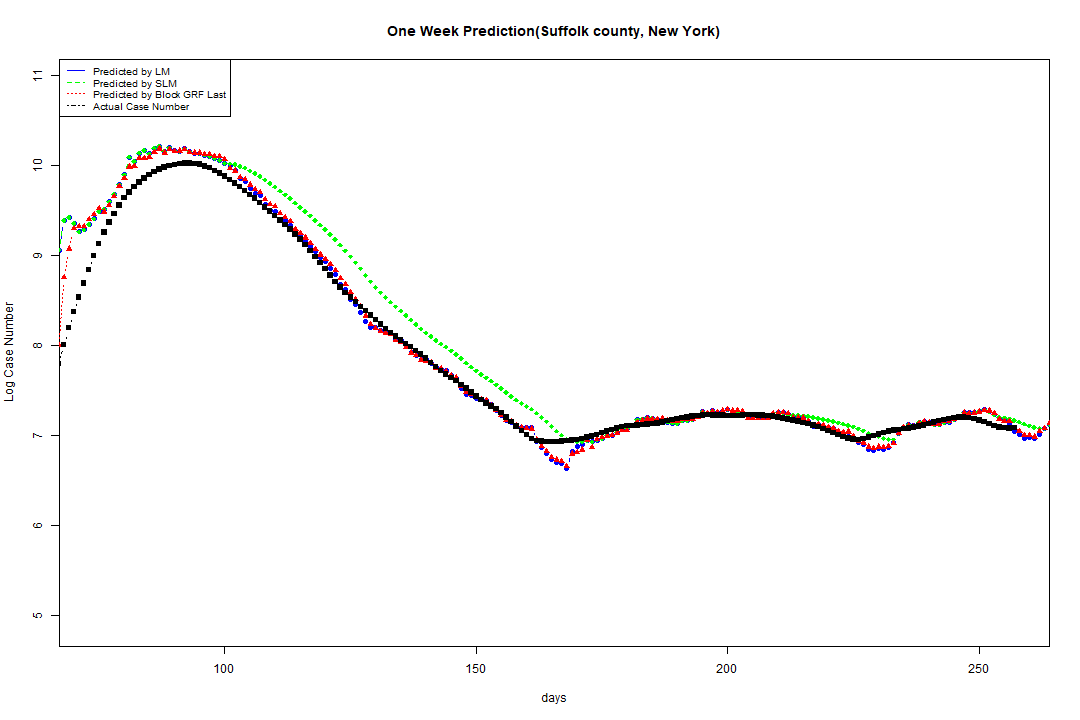 One Week Prediction(Suffolk county, New York)
Predicted by LM
Predicted by SLM
Predicted by Block GRF Last
Actual Case Number
11
10
9
8
7
6
5
Log Case Number
100 150 200 250
days